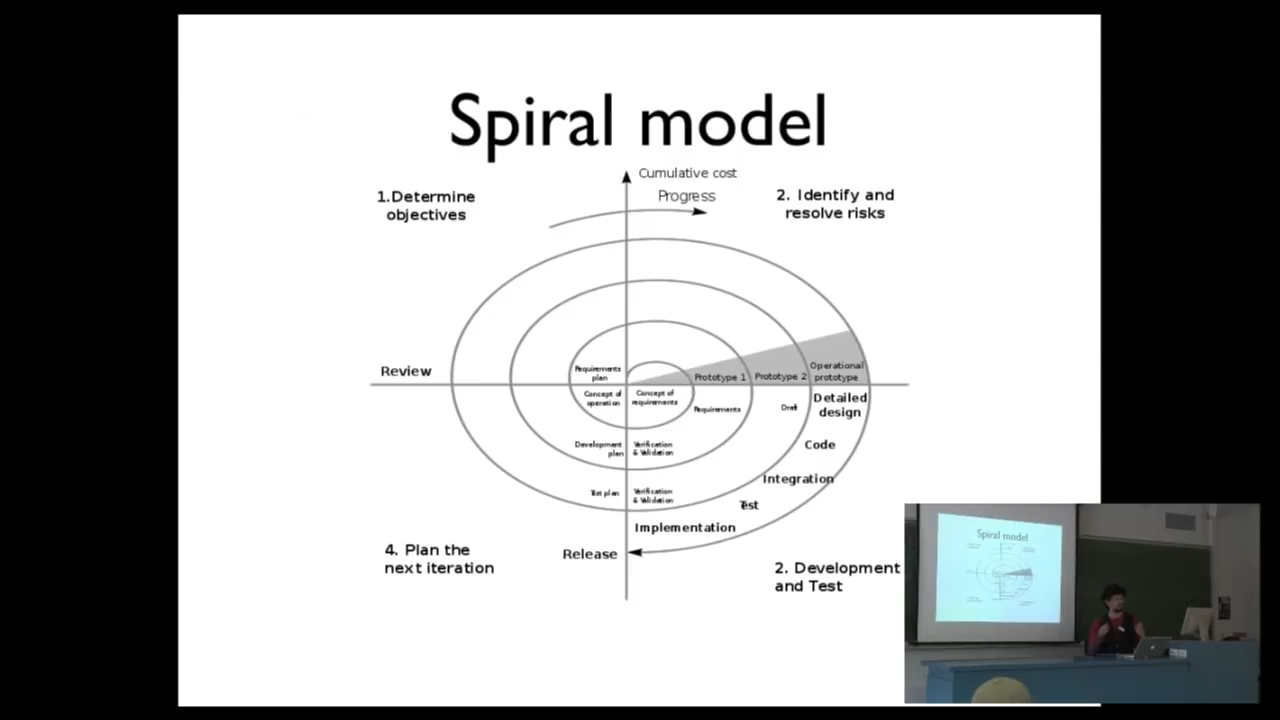 Spiral model
Cumulative cost
Progress
1.Determine
objectives
2. Identify and
resolve risks
Review
Requirements
plan
Prototype 1
Prototype 2
Operational
prototype
Concept of
operation
Concept of
requirements
Requirements
Draft
Detailed
design
Development
plan
Verification
& Validation
Code
Integration
Test plan
Verification
& Validation
Test
Implementation
Release
4. Plan the
next iteration
2. Development
and Test
Spiral model